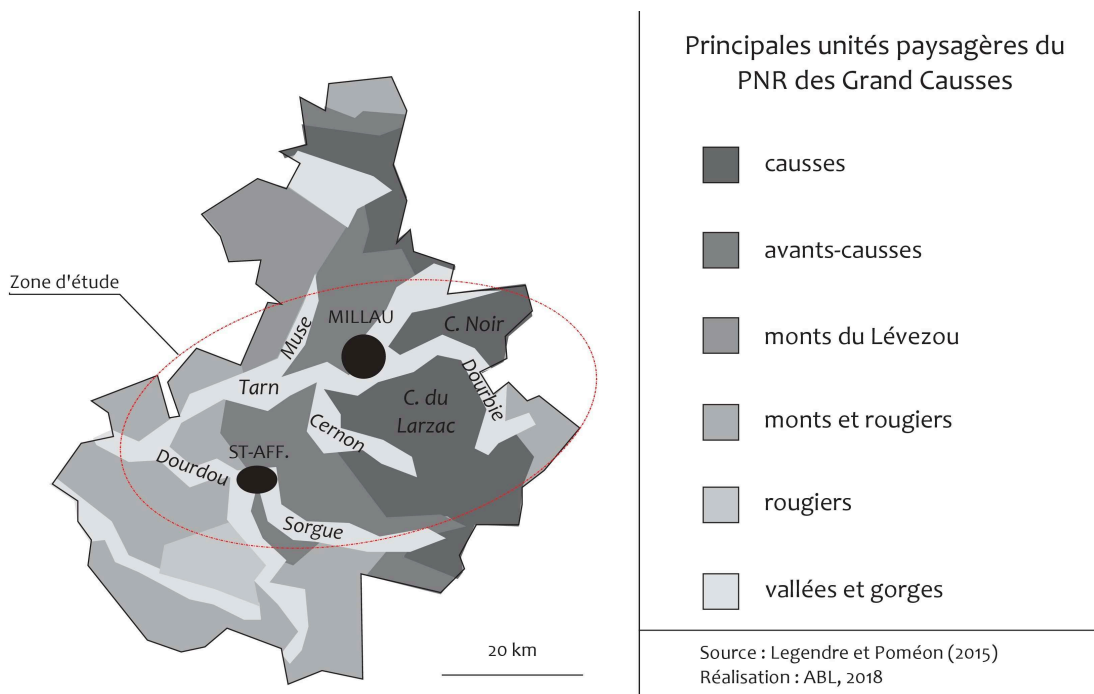 Zone d'étude
MILLAU
C. Noir
Muse
Tarn
Dourbie
C. du
Larzac
Cernon
ST-AFF.
Dourdou
Sorgue
20 km
Principales unités paysagères du
PNR des Grand Causses
causses
avants-causses
monts du Lévezou
monts et rougiers
rougiers
vallées et gorges
Source : Legendre et Poméon (2015)
Réalisation : ABL, 2018